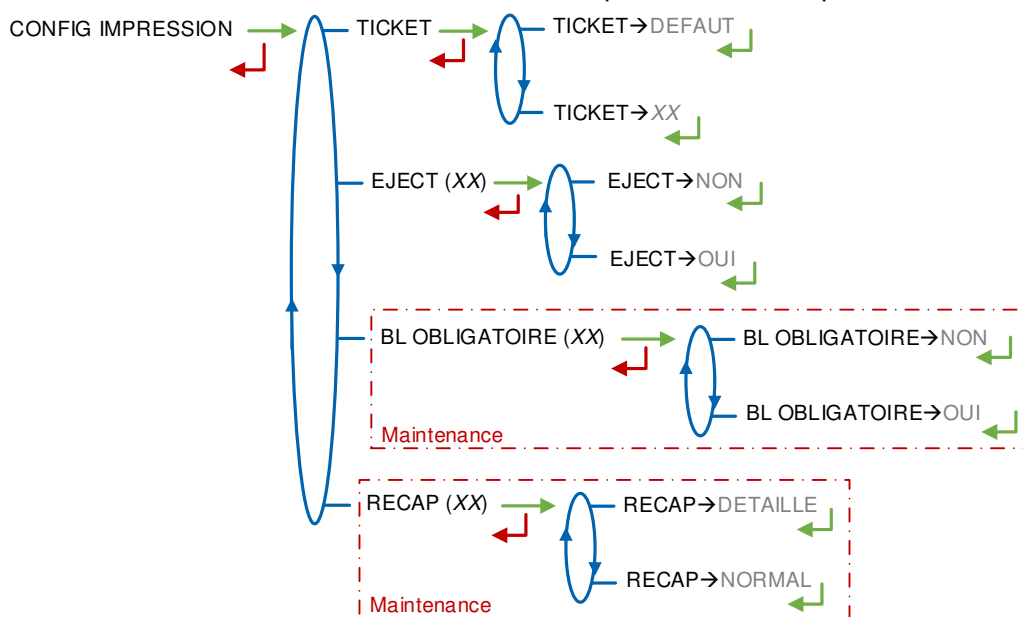 CONFIG IMPRESSION
TICKET
TICKET→DEFAUT
TICKET→XX
EJECT (XX)
EJECT→NON
EJECT→OUI
BL OBLIGATOIRE (XX)
BL OBLIGATOIRE→NON
BL OBLIGATOIRE→OUI
Maintenance
RECAP (XX)
RECAP→DETAILLE
RECAP→NORMAL
Maintenance